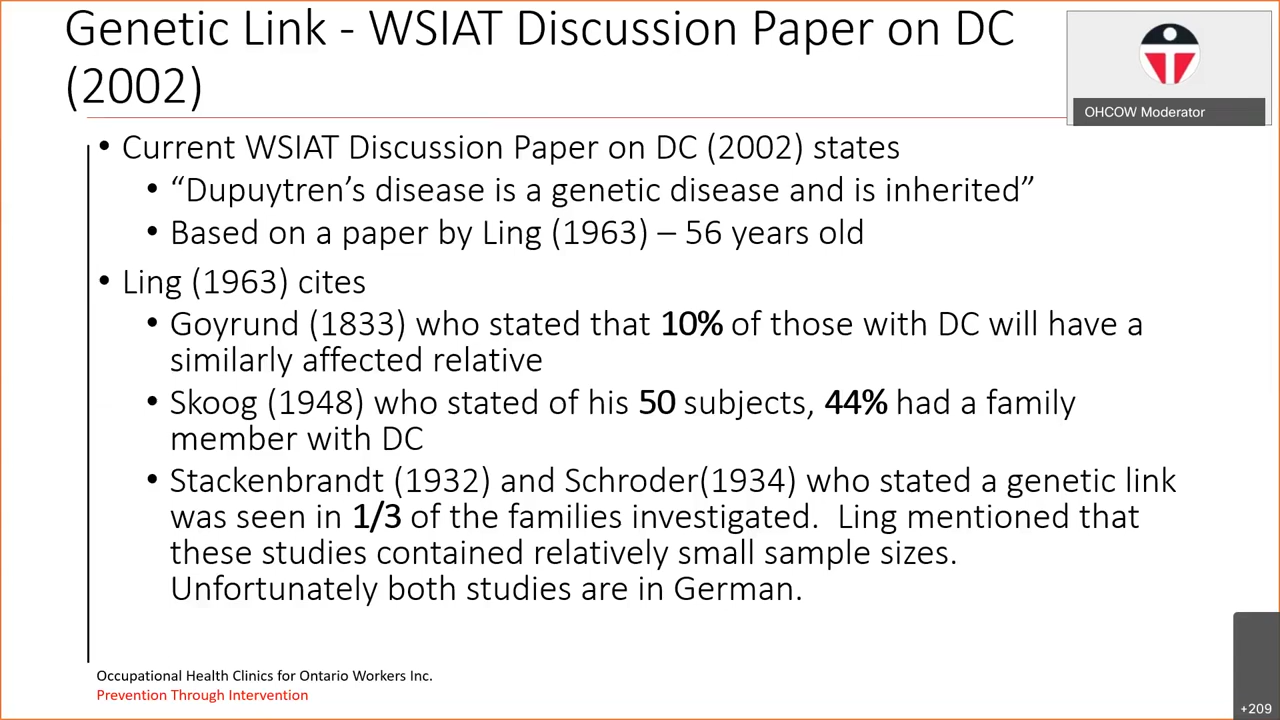 Genetic Link - WSIAT Discussion Paper on DC
(2002)
OHCOW Moderator
• Current WSIAT Discussion Paper on DC (2002) states
• “Dupuytren’s disease is a genetic disease and is inherited”
• Based on a paper by Ling (1963) – 56 years old
• Ling (1963) cites
• Goyrund (1833) who stated that 10% of those with DC will have a
similarly affected relative
• Skoog (1948) who stated of his 50 subjects, 44% had a family
member with DC
• Stackenbrandt (1932) and Schroder(1934) who stated a genetic link
was seen in 1/3 of the families investigated.  Ling mentioned that
these studies contained relatively small sample sizes.
Unfortunately both studies are in German.
Occupational Health Clinics for Ontario Workers Inc.
Prevention Through Intervention
+209